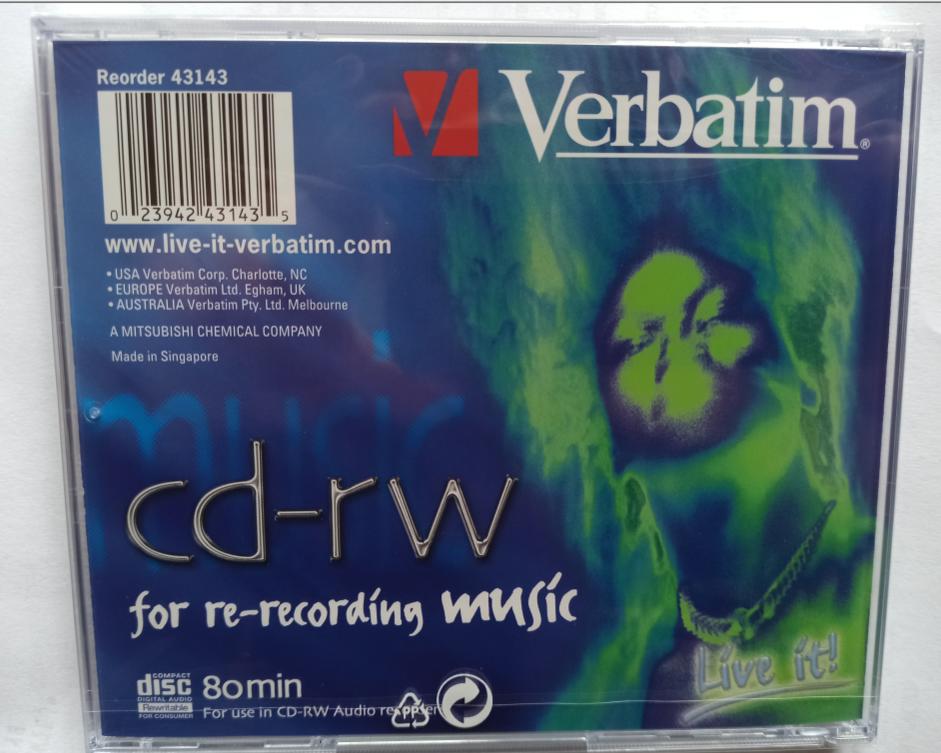 Reorder 43143
Verbatim®
0 23942 43143 5
www.live-it-verbatim.com
• USA Verbatim Corp. Charlotte, NC
• EUROPE Verbatim Ltd. Egham, UK
• AUSTRALIA Verbatim Pty. Ltd. Melbourne
A MITSUBISHI CHEMICAL COMPANY
Made in Singapore
music
cd-rw
for re-recording music
Live it!
COMPACT
disc
DIGITAL AUDIO
Rewritable
FOR CONSUMER
80min
For use in CD-RW Audio
PP